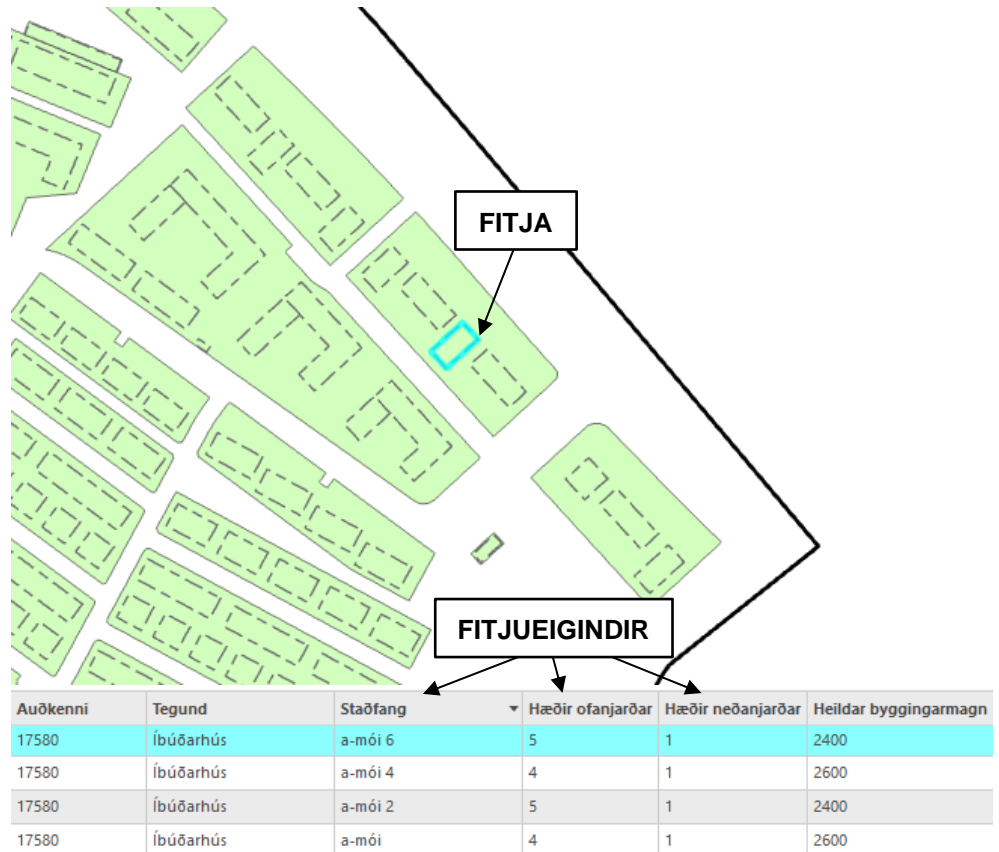 FITJA
FITJUEIGINDIR
Auðkenni Tegund Staðfang Hæðir ofanjarðar Hæðir neðanjarðar Heildar byggingarmagn
17580 Íbúðarhús a-mói 6 5 1 2400
17580 Íbúðarhús a-mói 4 4 1 2600
17580 Íbúðarhús a-mói 2 5 1 2400
17580 Íbúðarhús a-mói 4 1 2600